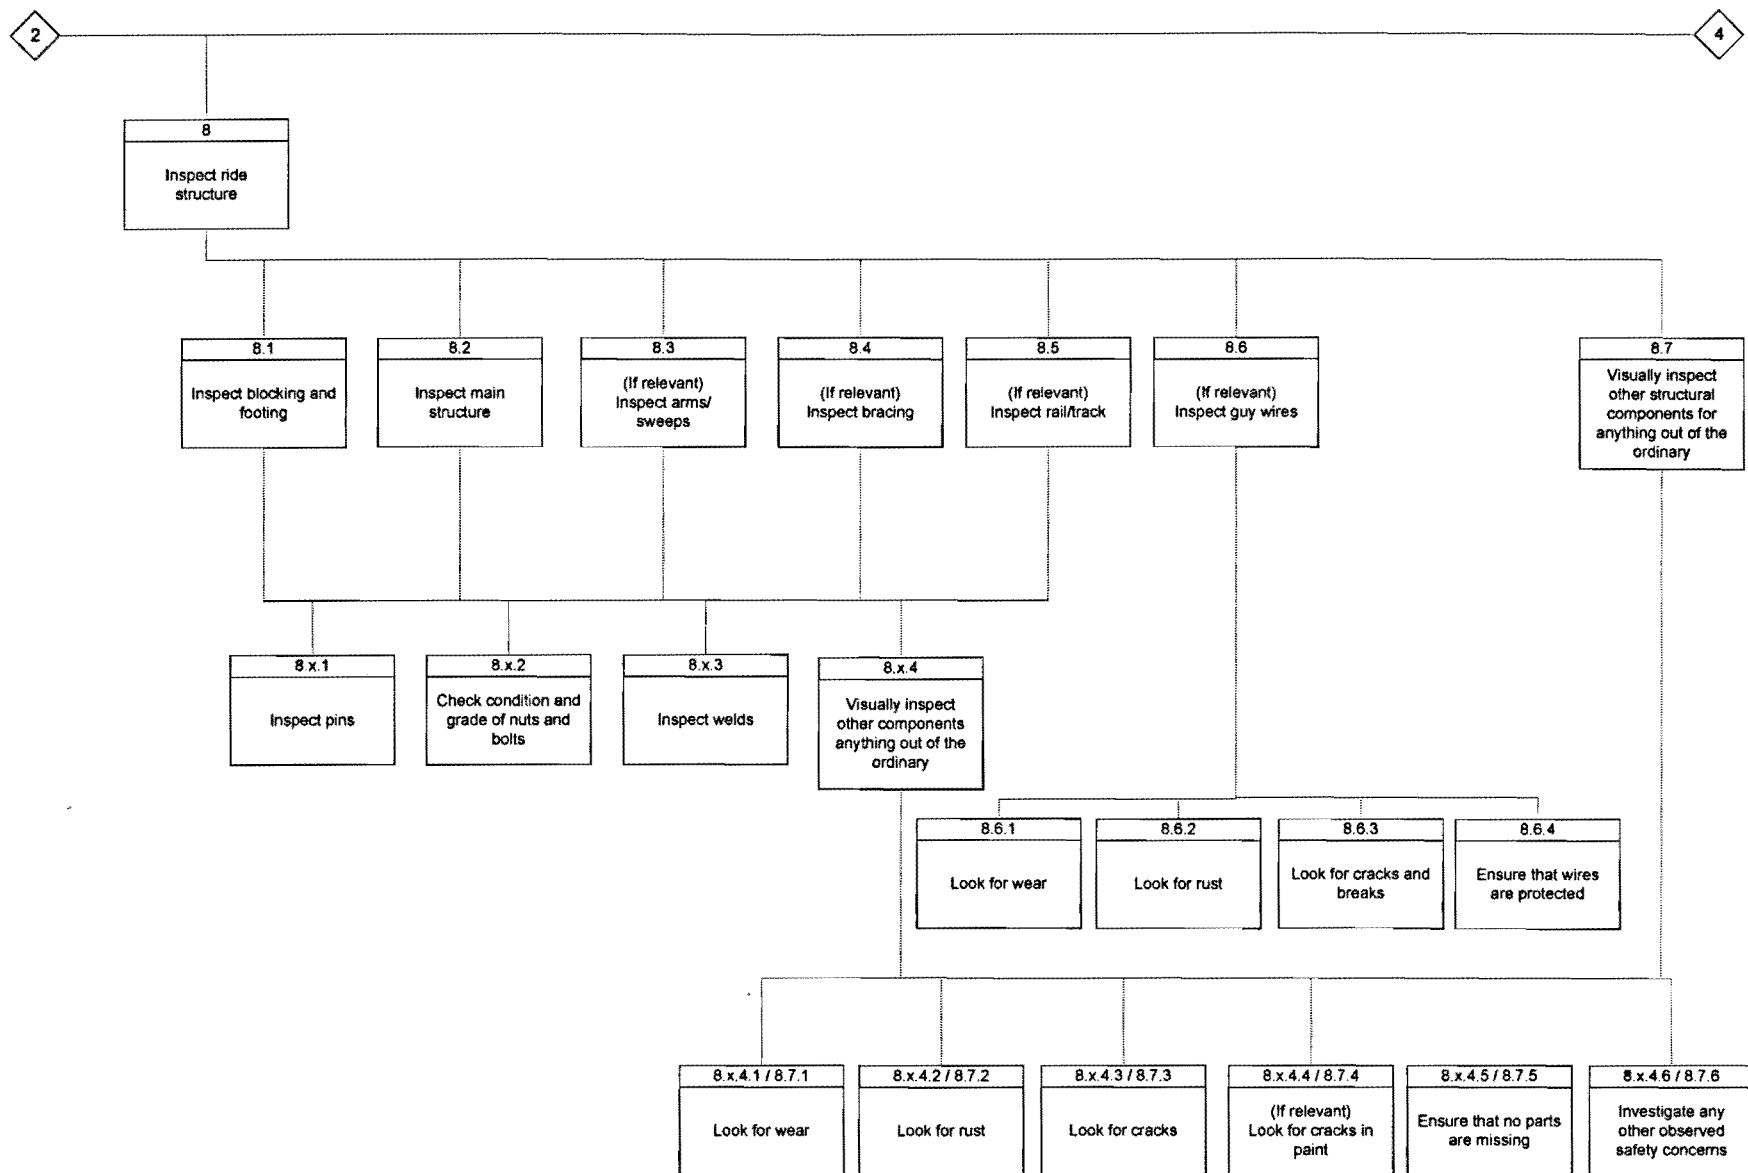 2
4
8
Inspect ride
structure
8.1
Inspect blocking and
footing
8.2
Inspect main
structure
8.3
(If relevant)
Inspect arms/
sweeps
8.4
(If relevant)
Inspect bracing
8.5
(If relevant)
Inspect rail/track
8.6
(If relevant)
Inspect guy wires
8.7
Visually inspect
other structural
components for
anything out of the
ordinary
8.x.1
Inspect pins
8.x.2
Check condition and
grade of nuts and
bolts
8.x.3
Inspect welds
8.x.4
Visually inspect
other components
anything out of the
ordinary
8.6.1
Look for wear
8.6.2
Look for rust
8.6.3
Look for cracks and
breaks
8.6.4
Ensure that wires
are protected
8.x.4.1 / 8.7.1
Look for wear
8.x.4.2 / 8.7.2
Look for rust
8.x.4.3 / 8.7.3
Look for cracks
8.x.4.4 / 8.7.4
(If relevant)
Look for cracks in
paint
8.x.4.5 / 8.7.5
Ensure that no parts
are missing
8.x.4.6 / 8.7.6
Investigate any
other observed
safety concerns